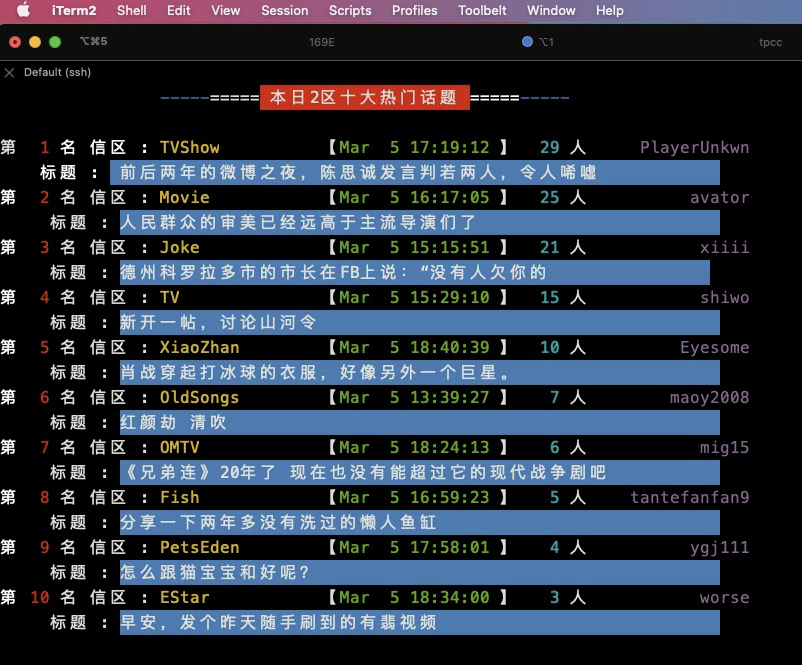 iTerm2 Shell Edit View Session Scripts Profiles Toolbelt Window Help
⌥⌘5 169E ⌥1 tpcc
Default (ssh)
-----=====本日2区十大热门话题=====-----
第 1 名 信区 : TVShow 【Mar 5 17:19:12 】 29 人 PlayerUnkwn
标题 : 前后两年的微博之夜，陈思诚发言判若两人，令人唏嘘
第 2 名 信区 : Movie 【Mar 5 16:17:05 】 25 人 avator
标题 : 人民群众的审美已经远高于主流导演们了
第 3 名 信区 : Joke 【Mar 5 15:15:51 】 21 人 xiiii
标题 : 德州科罗拉多市的市长在FB上说：“没有人欠你的
第 4 名 信区 : TV 【Mar 5 15:29:10 】 15 人 shiwo
标题 : 新开一帖，讨论山河令
第 5 名 信区 : XiaoZhan 【Mar 5 18:40:39 】 10 人 Eyesome
标题 : 肖战穿起打冰球的衣服，好像另外一个巨星。
第 6 名 信区 : OldSongs 【Mar 5 13:39:27 】 7 人 maoy2008
标题 : 红颜劫 清吹
第 7 名 信区 : OMTV 【Mar 5 18:24:13 】 6 人 mig15
标题 : 《兄弟连》20年了 现在也没有能超过它的现代战争剧吧
第 8 名 信区 : Fish 【Mar 5 16:59:23 】 5 人 tantefanfan9
标题 : 分享一下两年多没有洗过的懒人鱼缸
第 9 名 信区 : PetsEden 【Mar 5 17:58:01 】 4 人 ygj111
标题 : 怎么跟猫宝宝和好呢？
第 10 名 信区 : EStar 【Mar 5 18:34:00 】 3 人 worse
标题 : 早安，发个昨天随手刷到的有翡视频